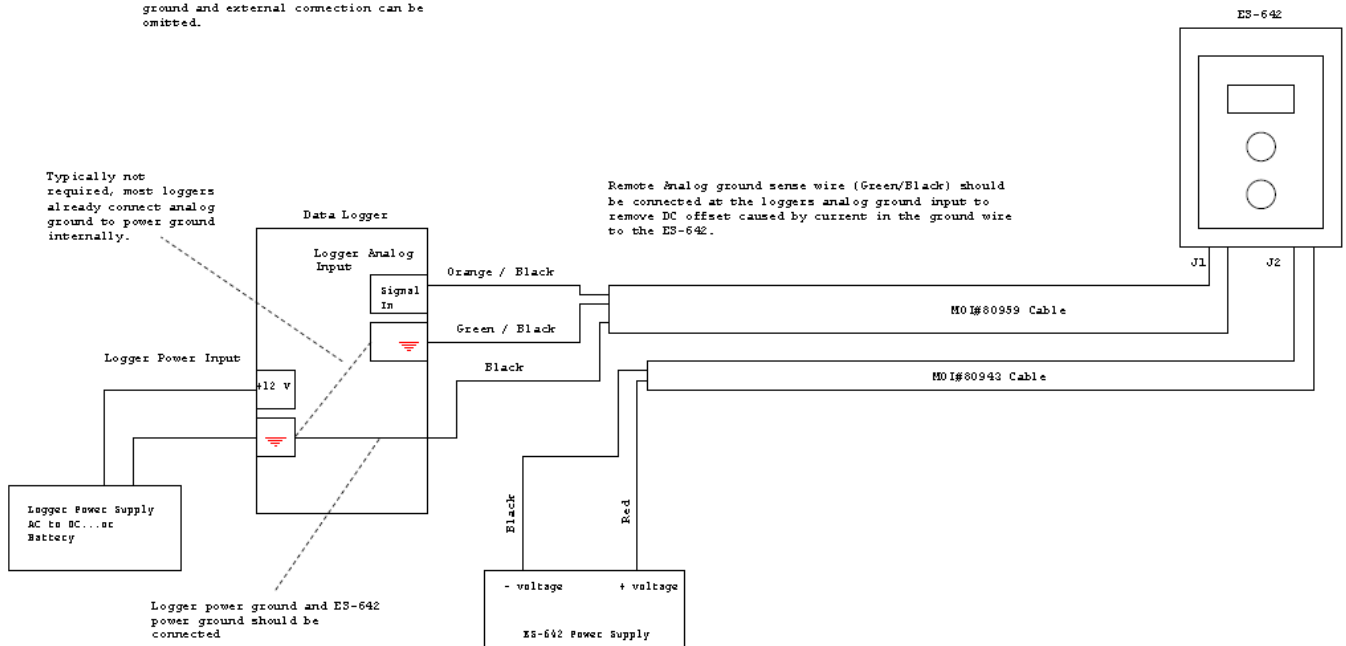 ground and external connection can be
omitted.
ES-642
Typically not
required, most loggers
already connect analog
ground to power ground
internally.
Remote Analog ground sense wire (Green/Black) should
be connected at the loggers analog ground input to
remove DC offset caused by current in the ground wire
to the ES-642.
Data Logger
Logger Analog
Input
Signal
In
Orange / Black
Green / Black
Black
J1
J2
MOI#80959 Cable
MOI#80943 Cable
Logger Power Input
+12 V
Logger Power Supply
AC to DC...or
Battery
Black
Red
- voltage
+ voltage
ES-642 Power Supply
Logger power ground and ES-642
power ground should be
connected